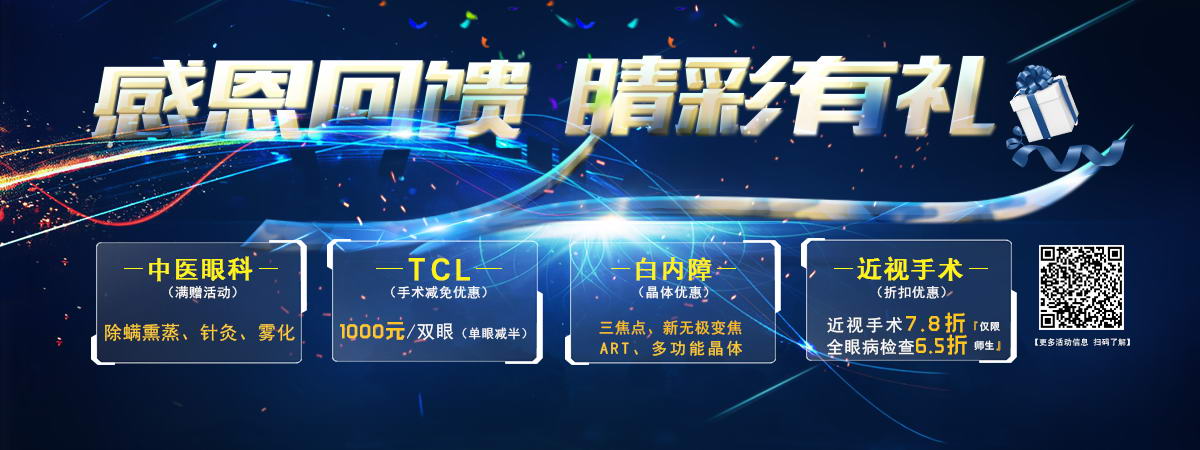 感恩回馈 睛彩有礼
中医眼科
（满赠活动）
除螨熏蒸、针灸、雾化
TCL
（手术减免优惠）
1000元/双眼（单眼减半）
白内障
（晶体优惠）
三焦点，新无极变焦
ART、多功能晶体
近视手术
（折扣优惠）
近视手术7.8折『仅限
全眼病检查6.5折 师生』
【更多活动信息 扫码了解】